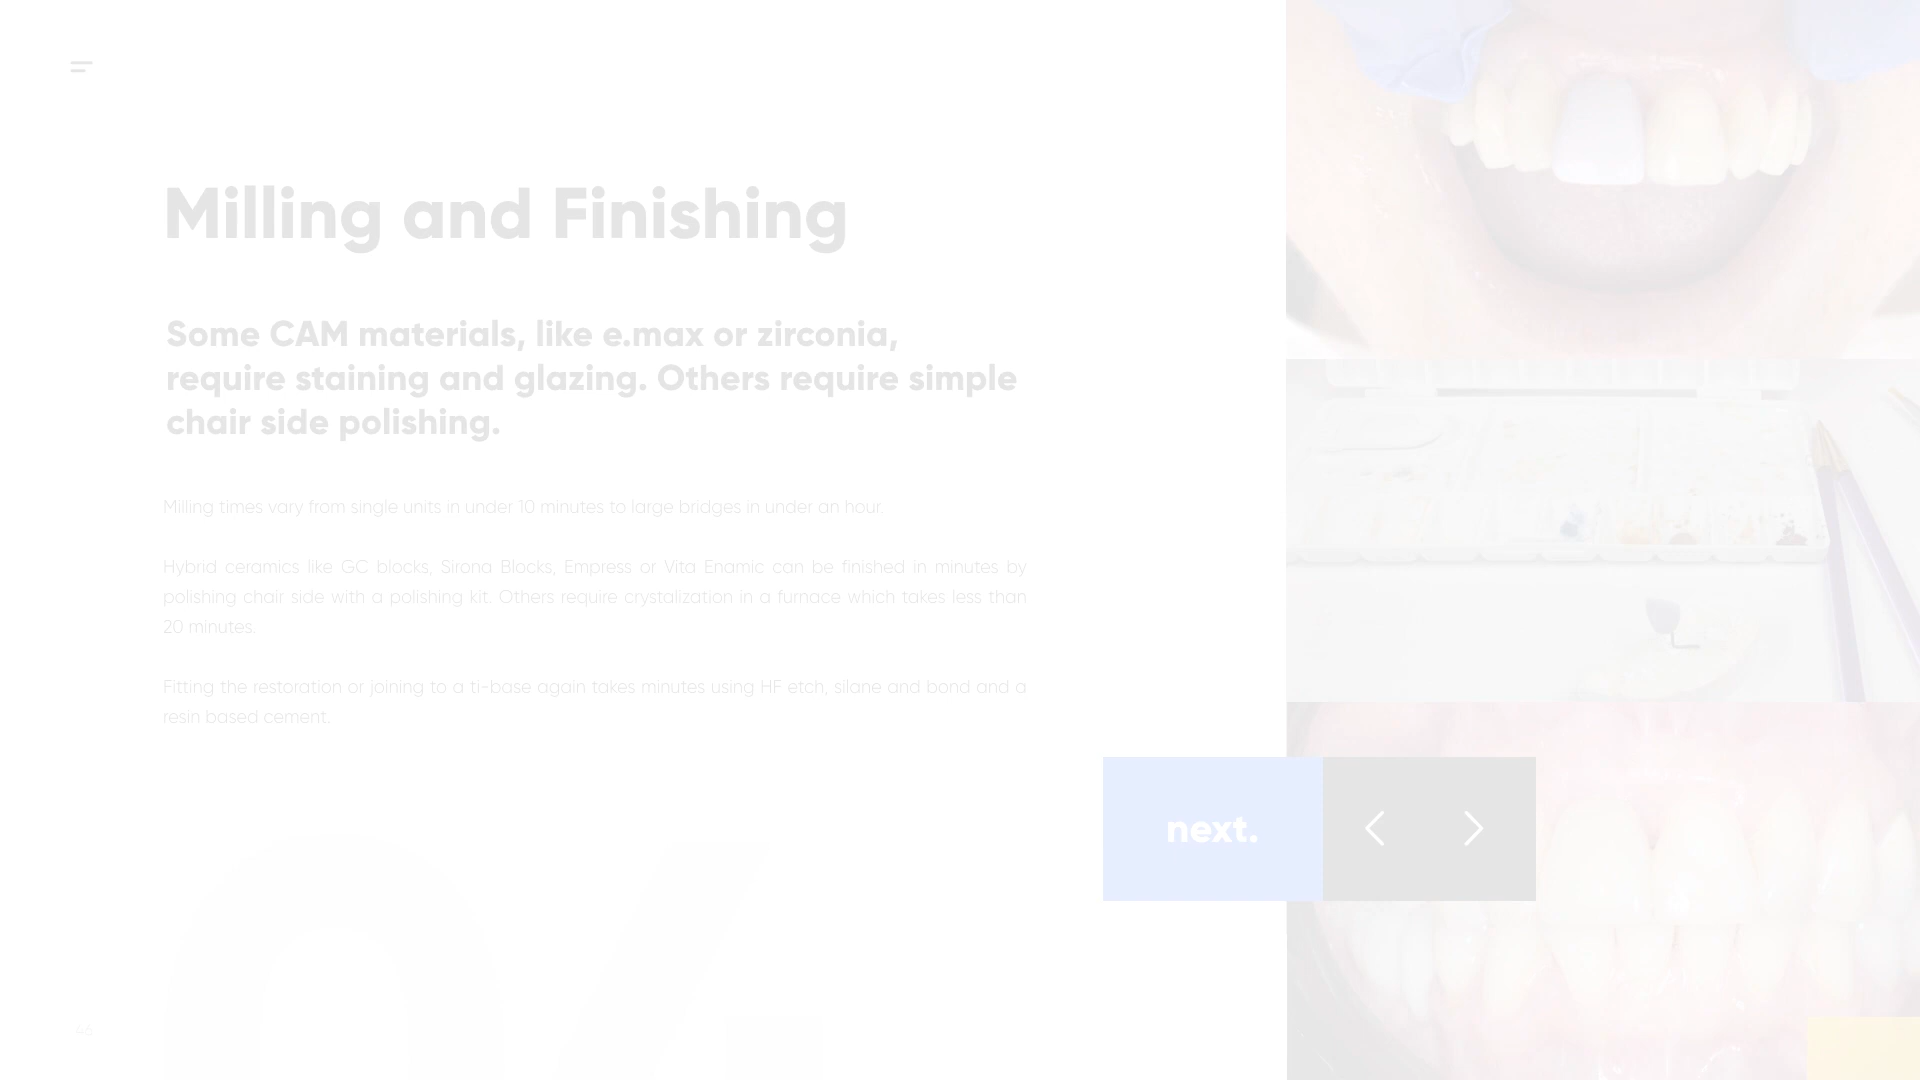 Milling and Finishing
Some CAM materials, like e.max or zirconia,
require staining and glazing. Others require simple
chair side polishing.
Milling times vary from single units in under 10 minutes to large bridges in under an hour.
Hybrid ceramics like GC blocks, Sirona Blocks, Empress or Vita Enamic can be finished in minutes by
polishing chair side with a polishing kit. Others require crystalization in a furnace which takes less than
20 minutes.
Fitting the restoration or joining to a ti-base again takes minutes using HF etch, silane and bond and a
resin based cement.
next.
46